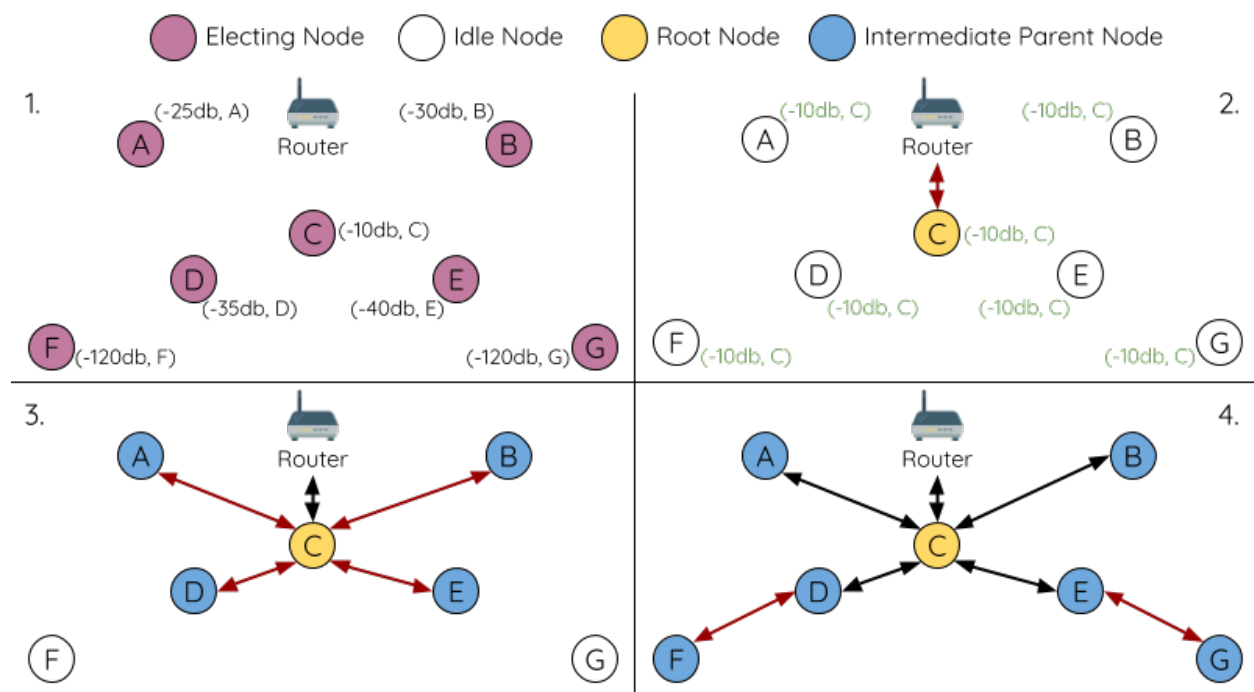 Electing Node
Idle Node
Root Node
Intermediate Parent Node
1.
(-25db, A)
(-30db, B)
A
Router
B
C
(-10db, C)
D
E
(-35db, D)
(-40db, E)
F
(-120db, F)
(-120db, G)
G
2.
(-10db, C)
(-10db, C)
A
Router
B
C
(-10db, C)
D
E
(-10db, C)
(-10db, C)
F
(-10db, C)
(-10db, C)
G
3.
A
Router
B
C
D
E
F
G
4.
A
Router
B
C
D
E
F
G